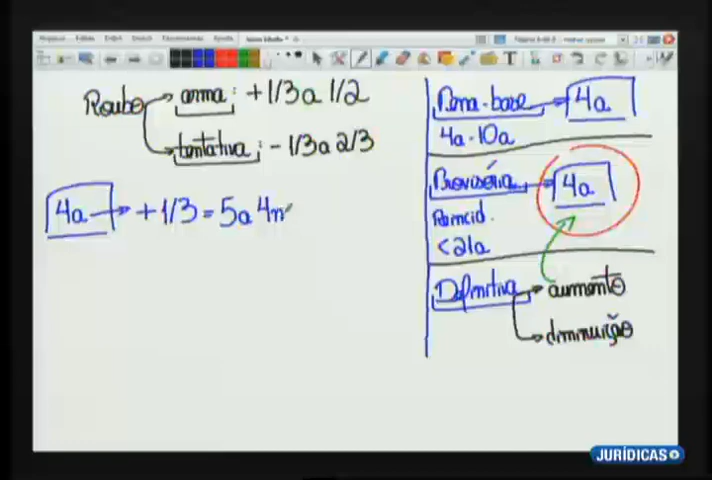 Roubo → arma: +1/3 a 1/2
→ tentativa: - 1/3 a 2/3
4a → +1/3 = 5a 4m
Pena-base → 4a
4a - 10a
Provisória → 4a
Reincid.
< 21a
Definitiva → aumento
→ diminuição
JURÍDICAS